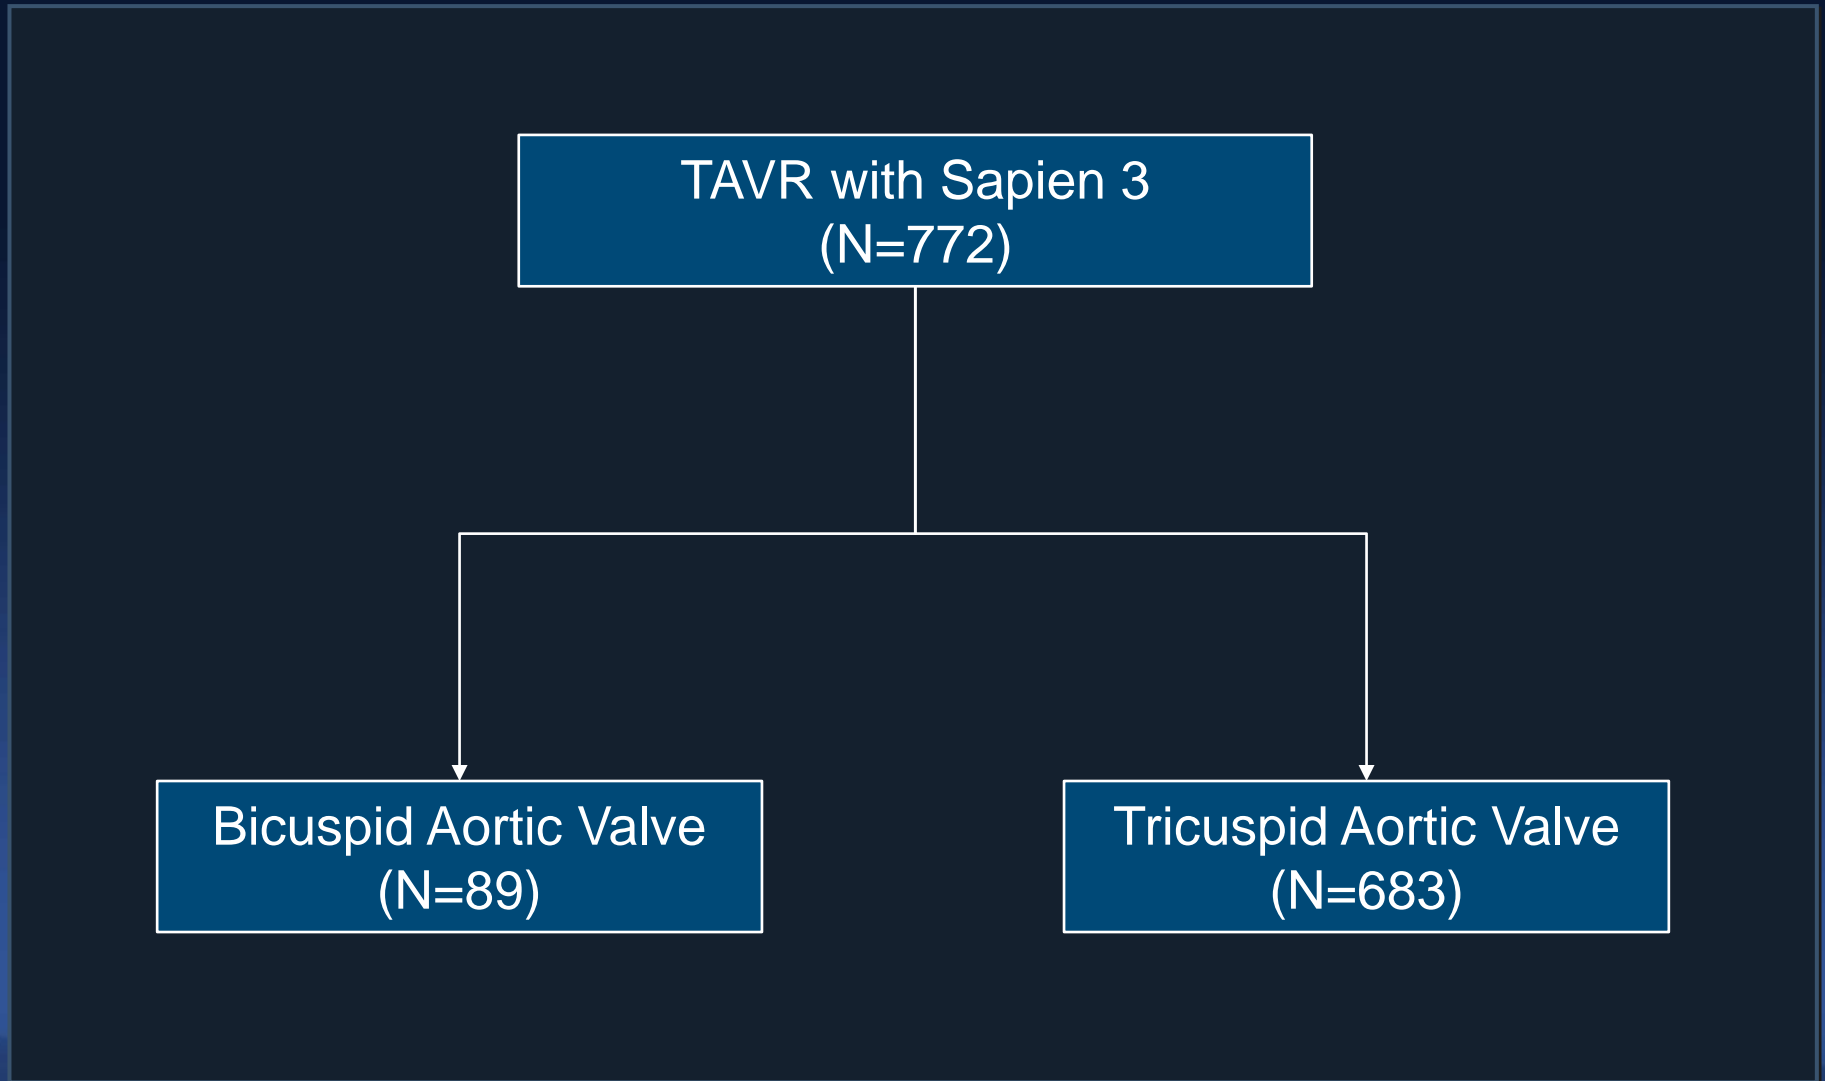 TAVR with Sapien 3
(N=772)
Bicuspid Aortic Valve
(N=89)
Tricuspid Aortic Valve
(N=683)